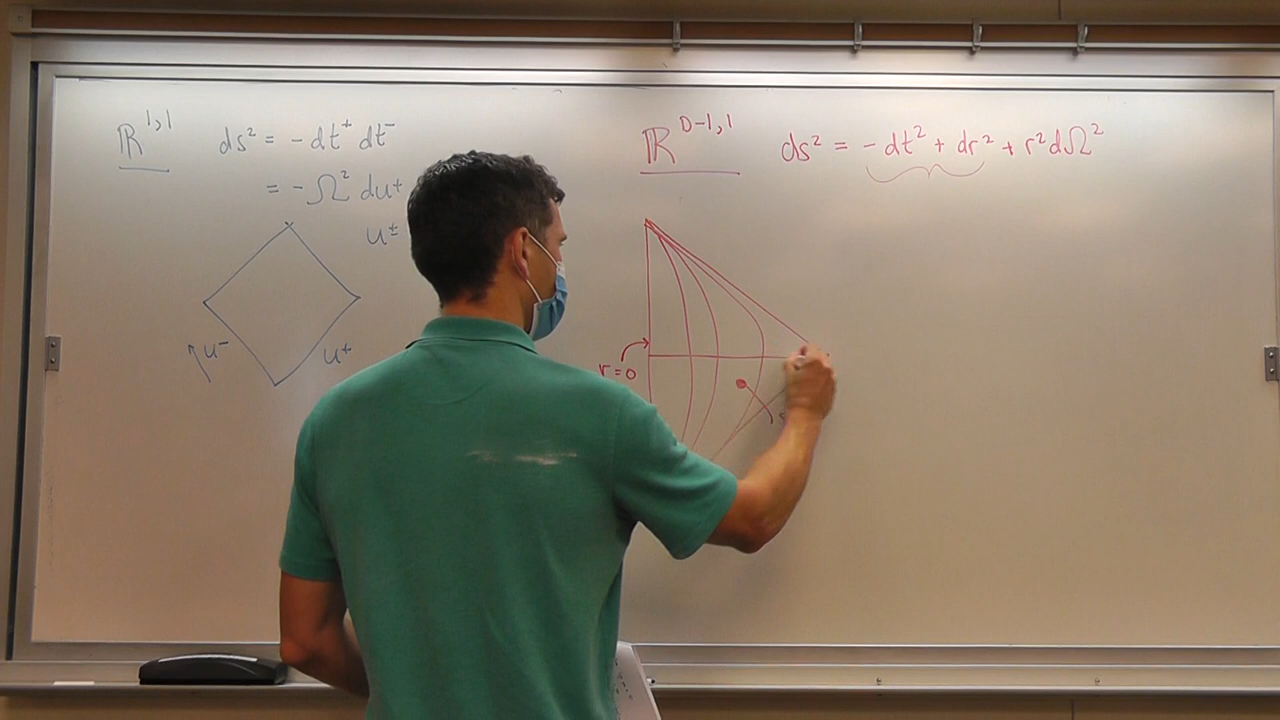 ℝ^{1,1} ds² = -dt⁺ dt⁻
= -Ω² du⁺
u^±
u⁻ u⁺
ℝ^{D-1,1} ds² = -dt² + dr² + r²dΩ²
r=0